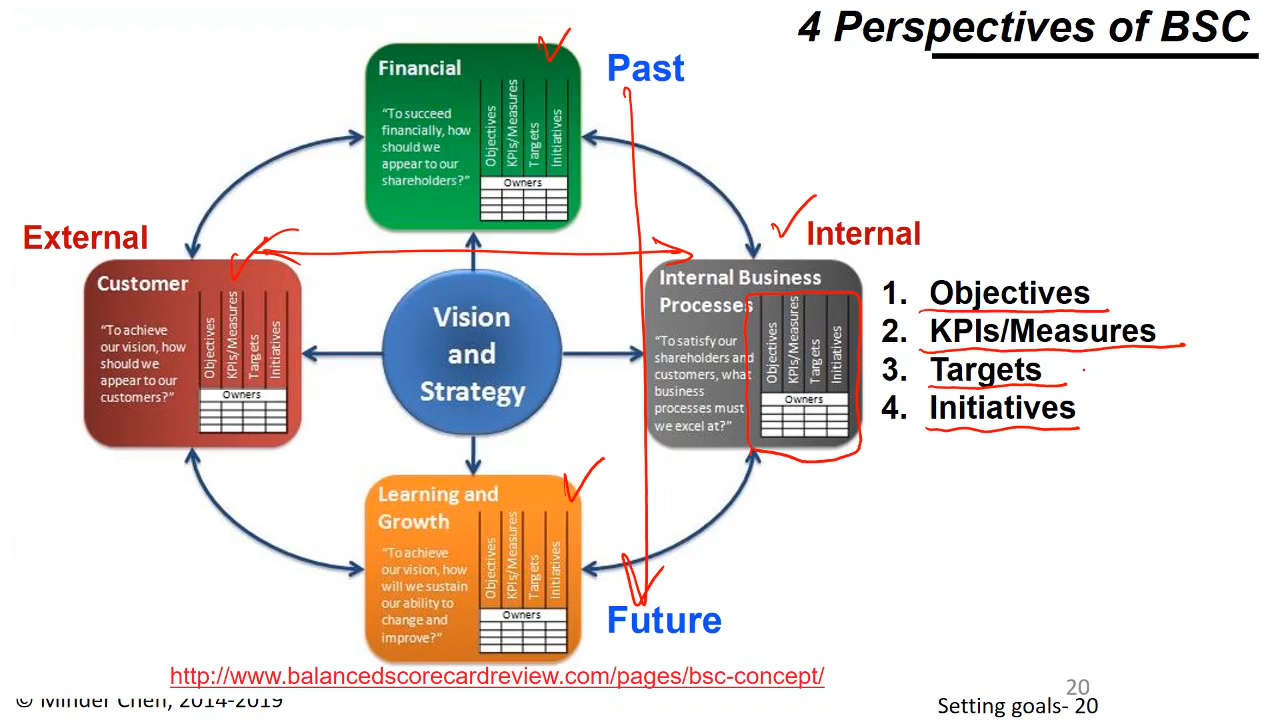 4 Perspectives of BSC
Financial
"To succeed
financially, how
should we
appear to our
shareholders?"
Objectives
KPIs/Measures
Targets
Initiatives
Owners
Past
External
Internal
Customer
"To achieve
our vision, how
should we
appear to our
customers?"
Objectives
KPIs/Measures
Targets
Initiatives
Owners
Vision
and
Strategy
Internal Business
Processes
"To satisfy our
shareholders and
customers, what
business
processes must
we excel at?"
Objectives
KPIs/Measures
Targets
Initiatives
Owners
1. Objectives
2. KPIs/Measures
3. Targets
4. Initiatives
Learning and
Growth
"To achieve
our vision, how
will we sustain
our ability to
change and
improve?"
Objectives
KPIs/Measures
Targets
Initiatives
Owners
Future
http://www.balancedscorecardreview.com/pages/bsc-concept/
© Minder Chen, 2014-2019
20
Setting goals- 20